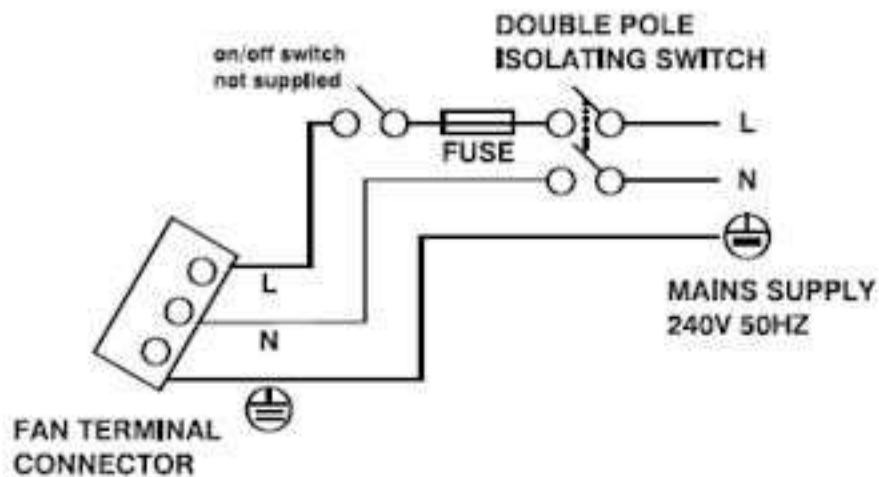 DOUBLE POLE
ISOLATING SWITCH
on/off switch
not supplied
L
FUSE
N
L
MAINS SUPPLY
240V 50HZ
N
FAN TERMINAL
CONNECTOR